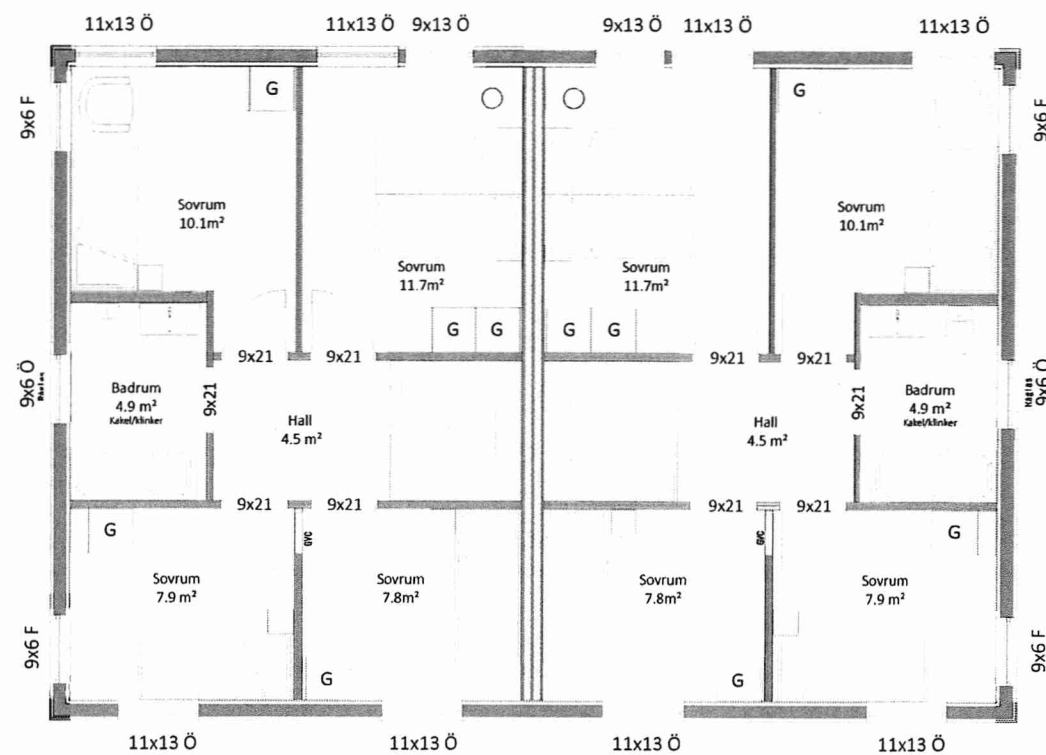 11x13 Ö
11x13 Ö
9x13 Ö
9x13 Ö
11x13 Ö
11x13 Ö
9x6 F
G
G
9x6 F
Sovrum
10.1m²
Sovrum
11.7m²
Sovrum
11.7m²
Sovrum
10.1m²
G
G
G
G
9x21
9x21
9x21
9x21
9x6 Ö
Badrum
4.9 m²
Kakel/klinker
9x21
Hall
4.5 m²
Hall
4.5 m²
9x21
Badrum
4.9 m²
Kakel/klinker
9x6 Ö
9x21
9x21
9x21
9x21
G
GVC
GVC
G
Sovrum
7.9 m²
Sovrum
7.8m²
Sovrum
7.8m²
Sovrum
7.9 m²
9x6 F
G
G
9x6 F
11x13 Ö
11x13 Ö
11x13 Ö
11x13 Ö